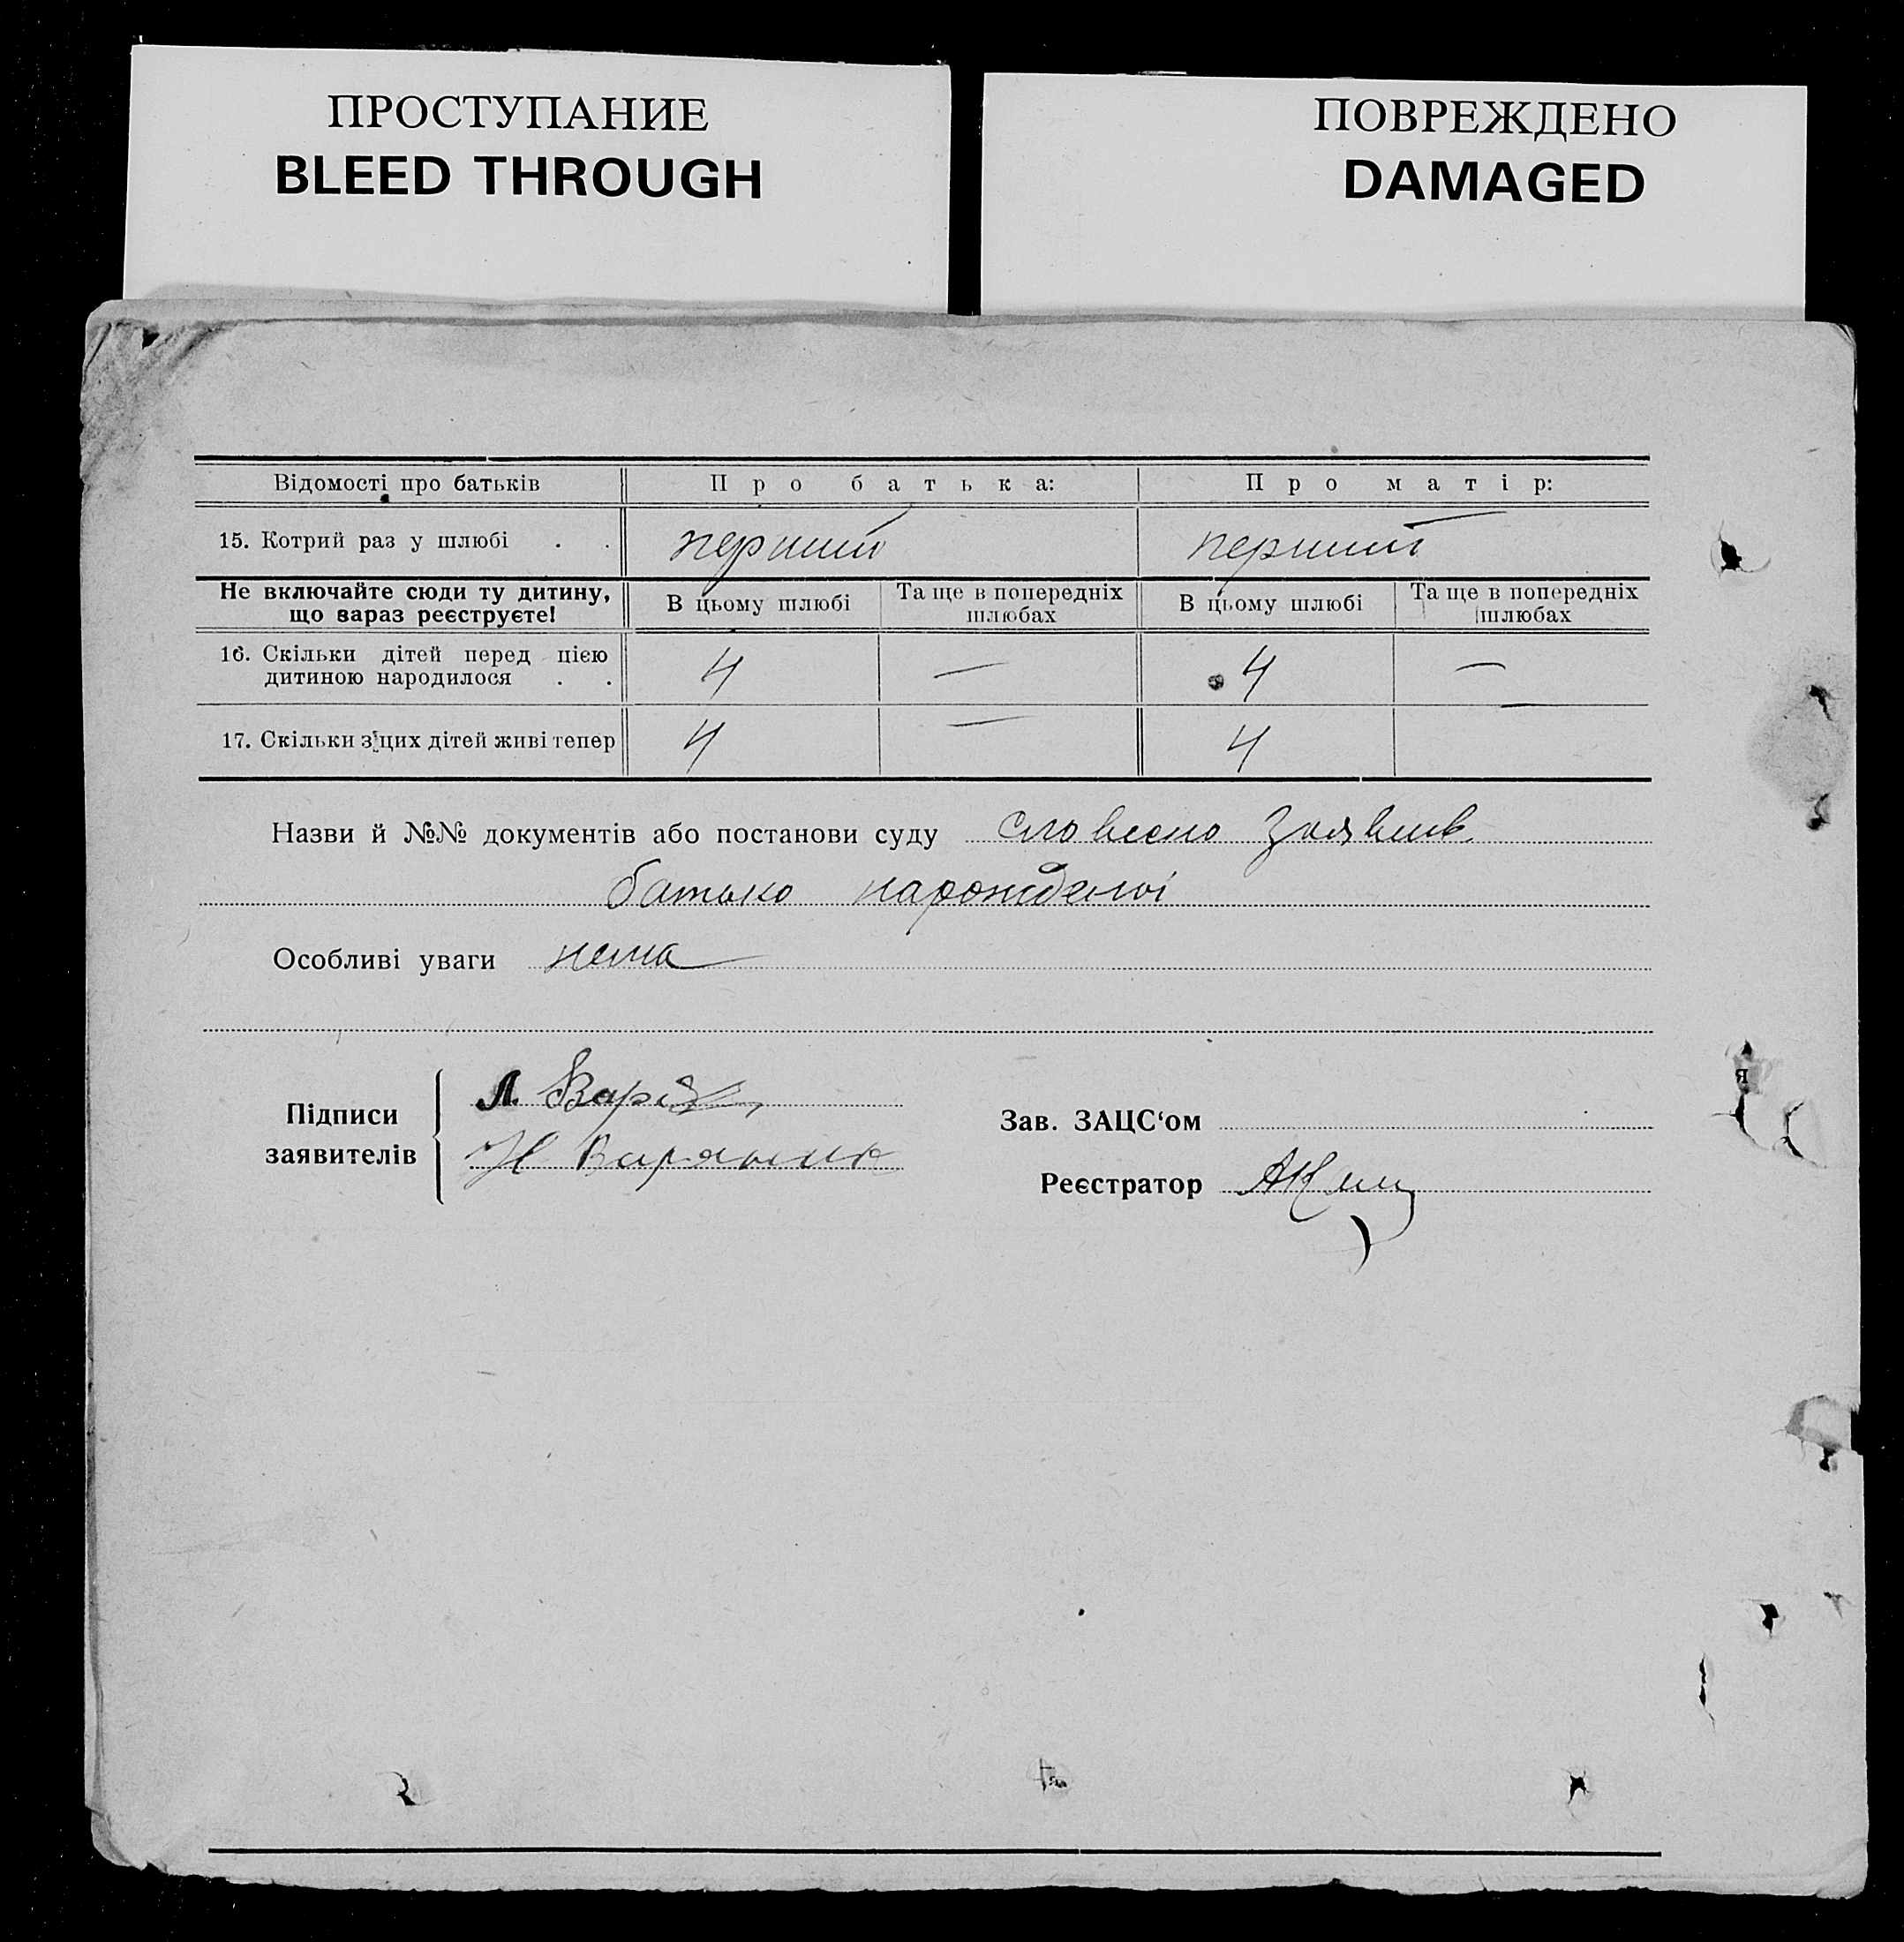 ПРОСТУПАНИЕ
BLEED THROUGH
ПОВРЕЖДЕНО
DAMAGED
Відомості про батьків Про батька: Про матір:
15. Котрий раз у шлюбі . . перший перший
Не включайте сюди ту дитину, що вараз реєструєте! В цьому шлюбі Та ще в попередніх шлюбах В цьому шлюбі Та ще в попередніх шлюбах
16. Скільки дітей перед цією дитиною народилося . . 4 — 4 —
17. Скільки з цих дітей живі тепер 4 — 4 —
Назви й №№ документів або постанови суду словесно заявив
батько народженої
Особливі уваги нема
Підписи заявителів
Л.
Н
Зав. ЗАЦС‘ом
Реєстратор
я